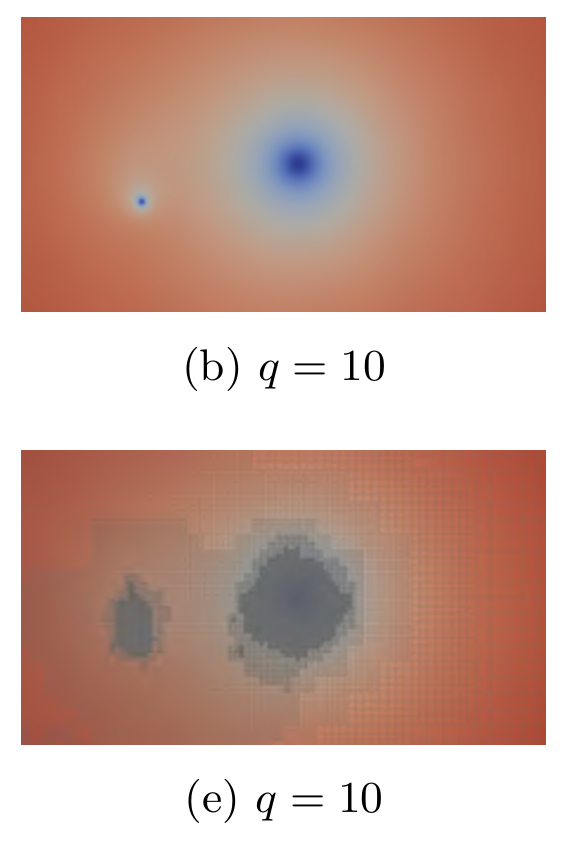 (b) q = 10
(e) q = 10